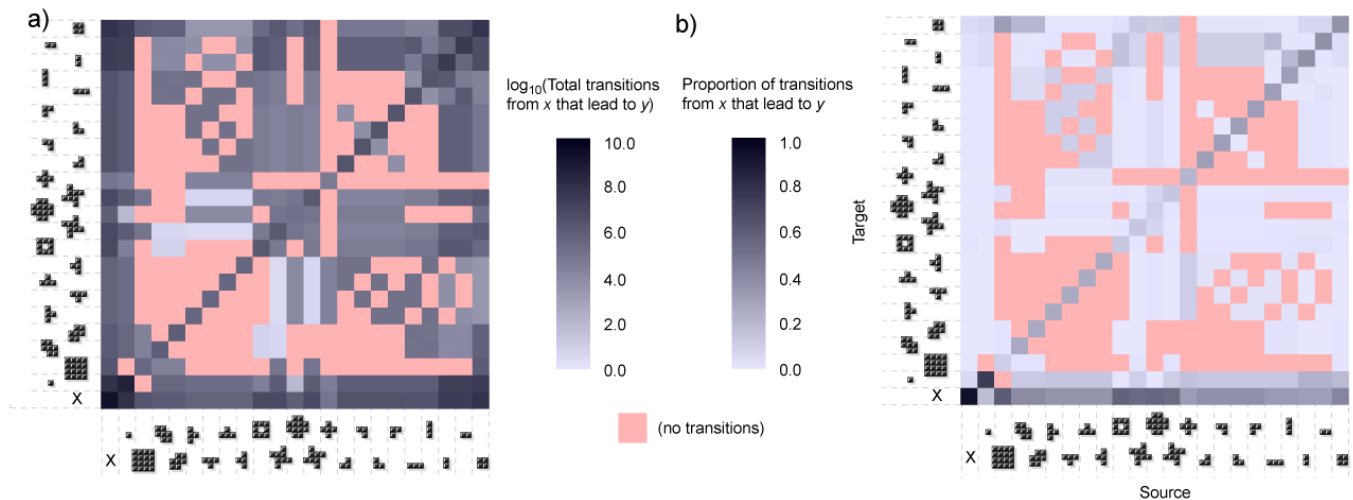 a)
b)
log10(Total transitions
from x that lead to y)
10.0
8.0
6.0
4.0
2.0
0.0
Proportion of transitions
from x that lead to y
1.0
0.8
0.6
0.4
0.2
0.0
(no transitions)
Target
X
X
X
X
Source